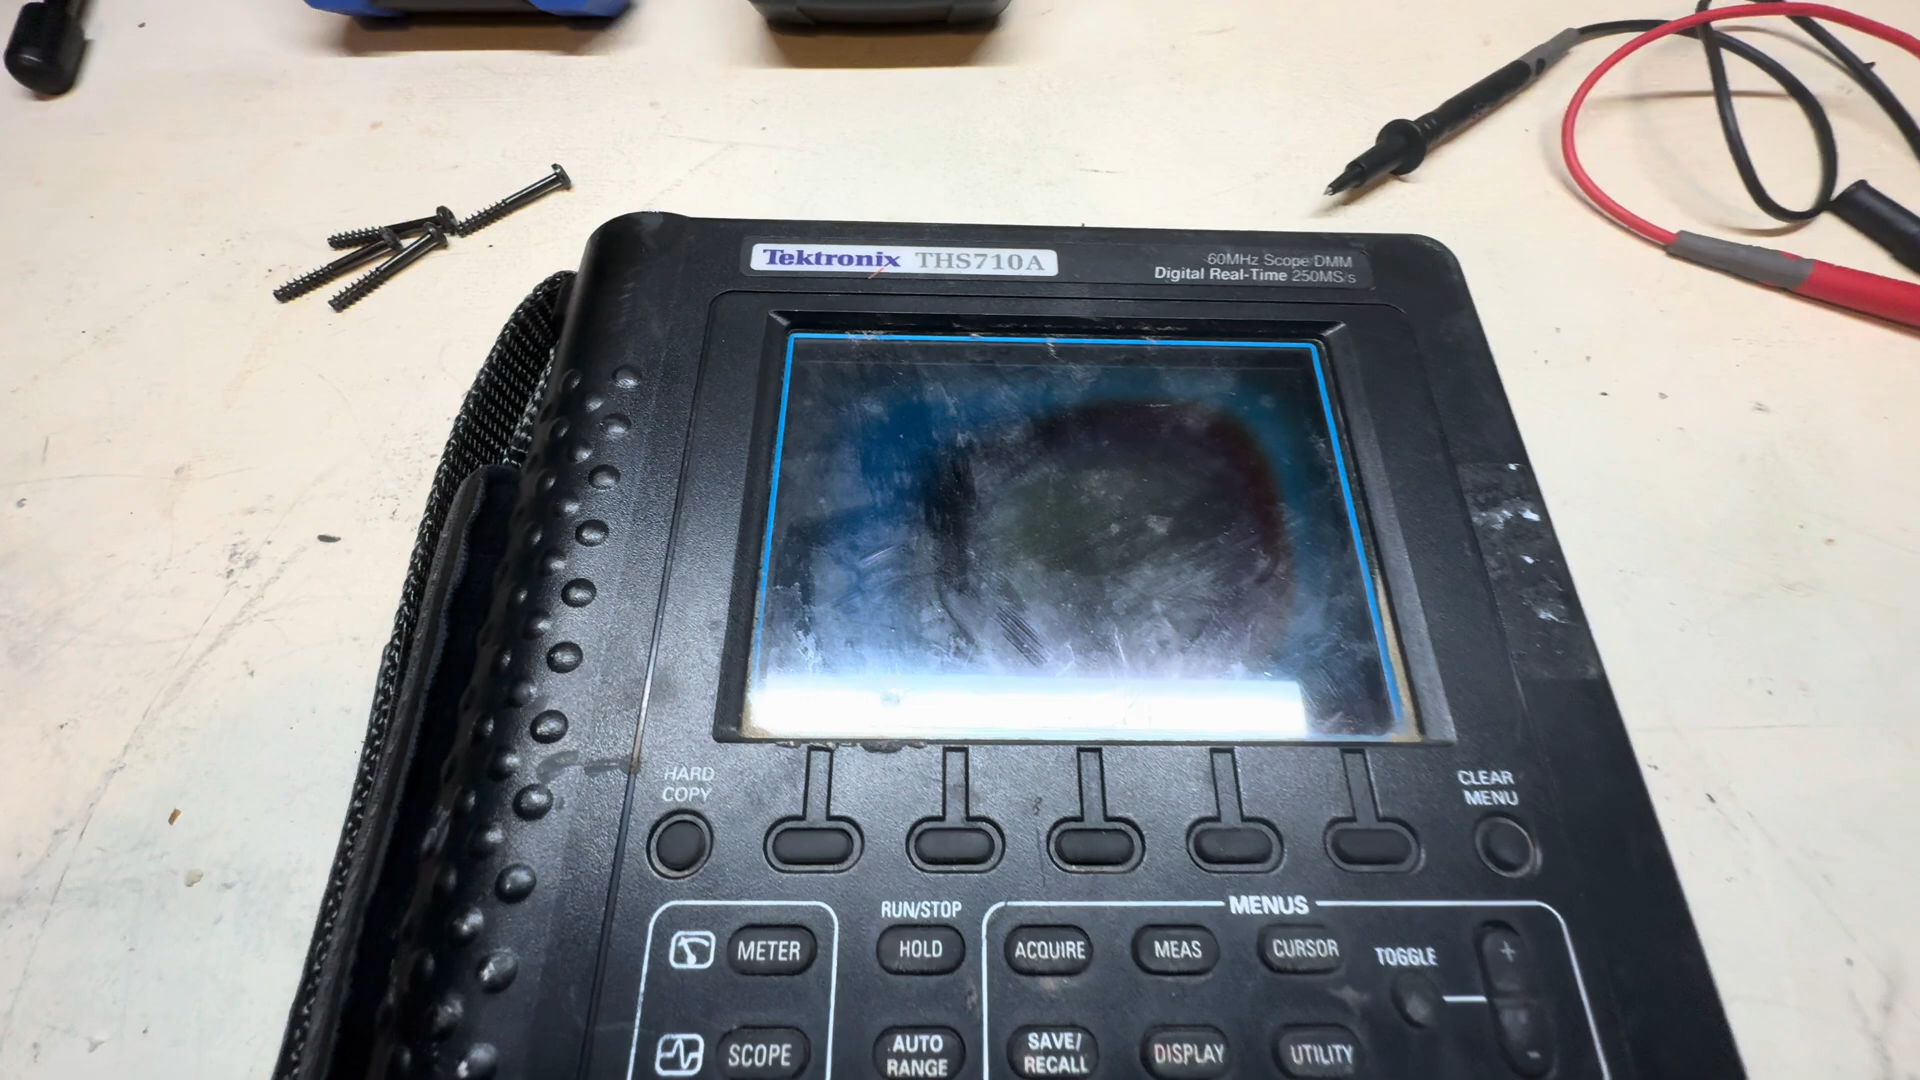 Tektronix THS710A
60MHz Scope/DMM
Digital Real-Time 250MS/s
HARD
COPY
CLEAR
MENU
RUN/STOP
MENUS
METER
HOLD
ACQUIRE
MEAS
CURSOR
TOGGLE
+
SCOPE
AUTO
RANGE
SAVE/
RECALL
DISPLAY
UTILITY
-